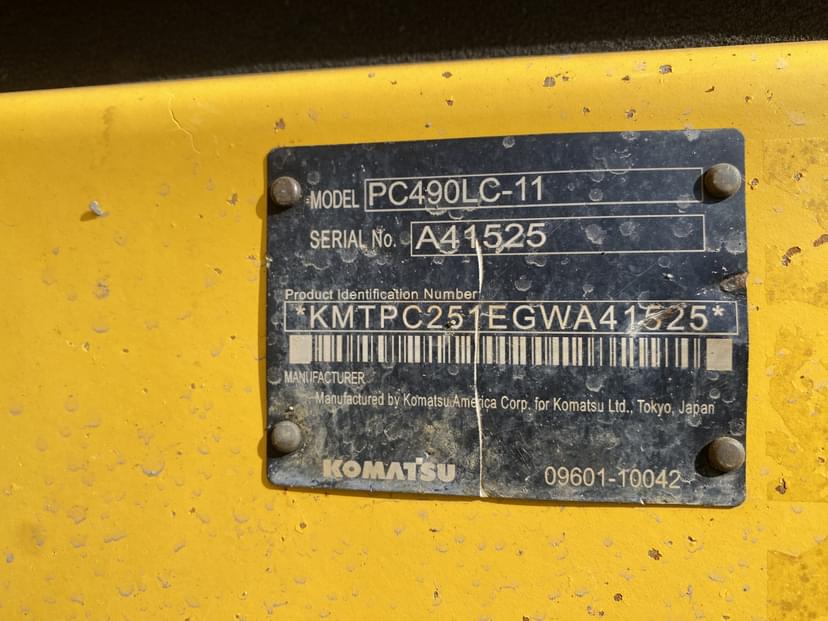 MODEL PC490LC-11
SERIAL No. A41525
Product Identification Number
*KMTPC251EGWA41525*
MANUFACTURER
Manufactured by Komatsu America Corp. for Komatsu Ltd., Tokyo, Japan
KOMATSU 09601-10042